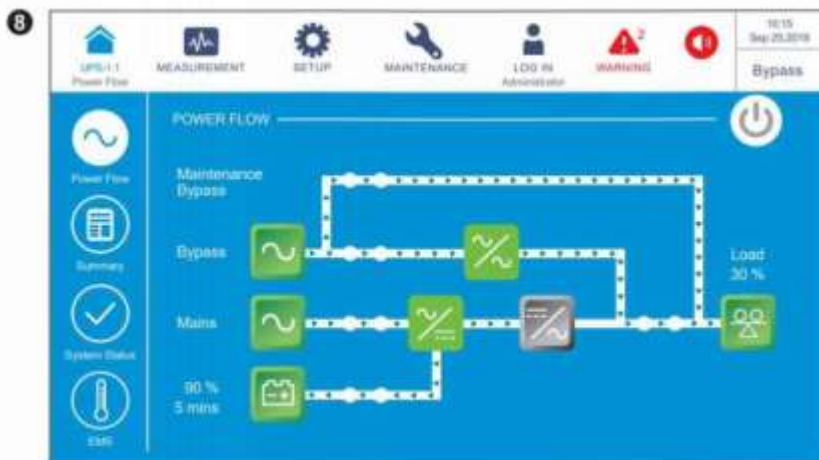 8
UPS-1.1
Power Flow
MEASUREMENT
SETUP
MAINTENANCE
LOG IN
Administrator
2
WARNING
16:15
Sep 25,2018
Bypass
POWER FLOW
Power Flow
Summary
System Status
EMS
Maintenance
Bypass
Bypass
Mains
90 %
5 mins
Load
30 %